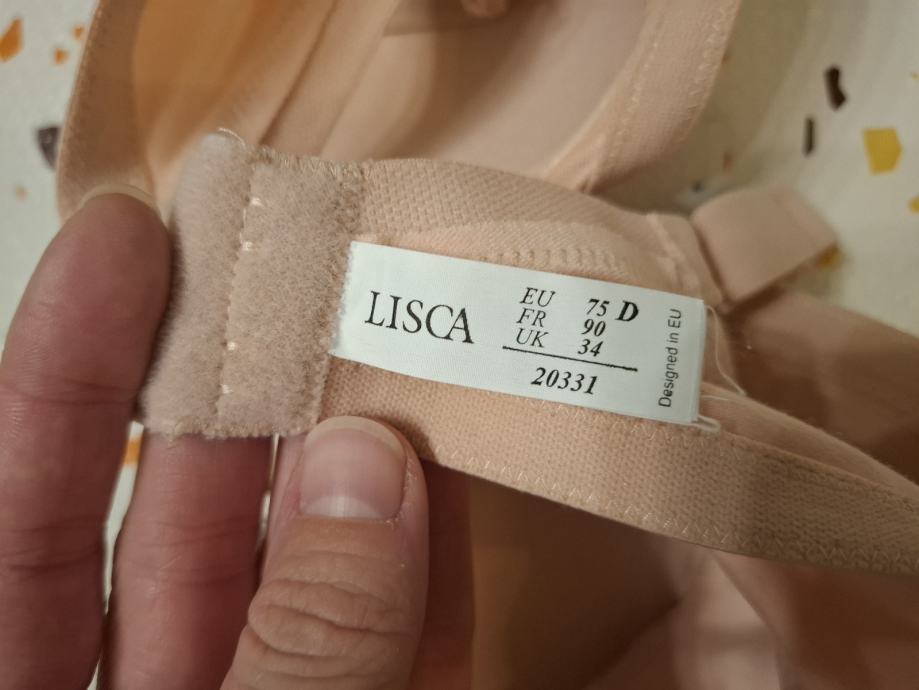 LISCA
EU 75 D
FR 90
UK 34
20331
Designed in EU